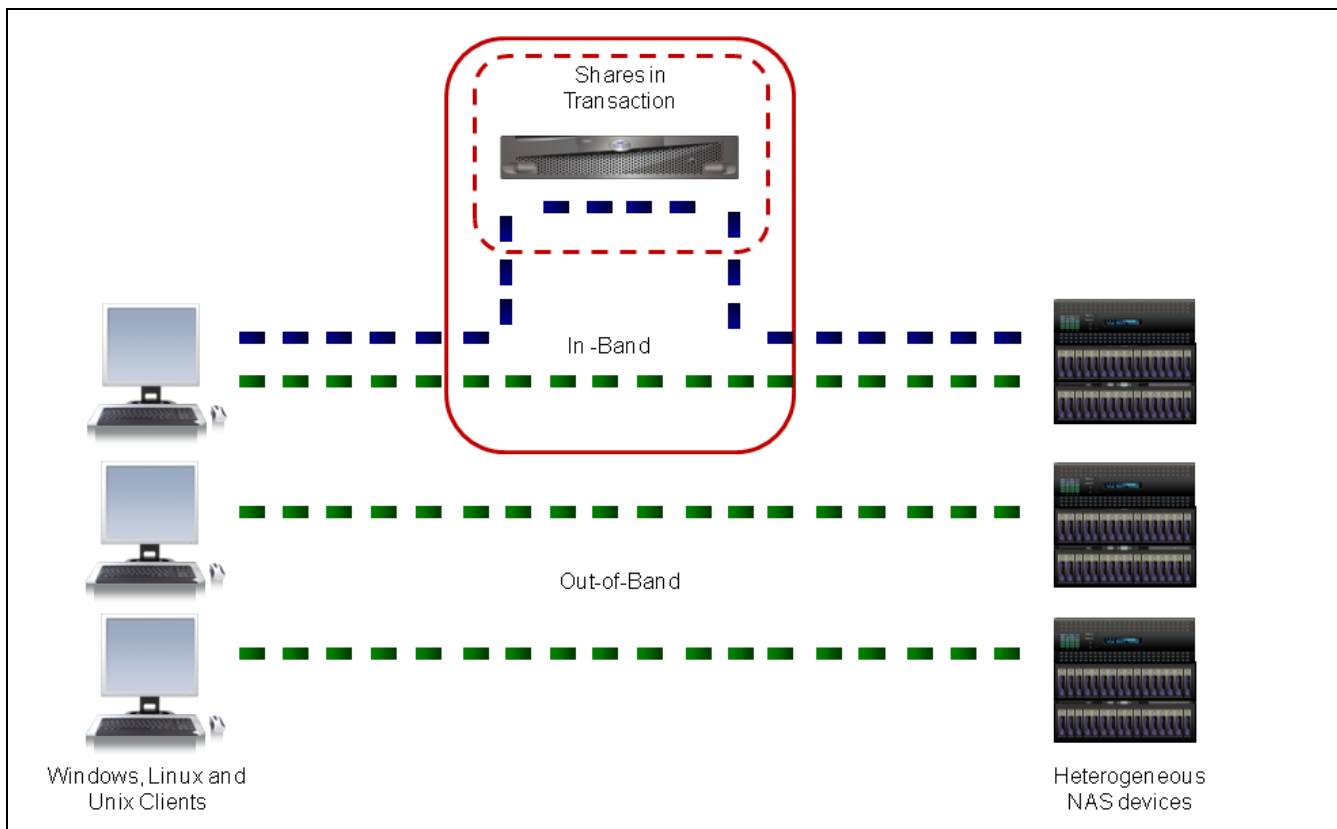 Shares in
Transaction
In -Band
Out-of-Band
Windows, Linux and
Unix Clients
Heterogeneous
NAS devices